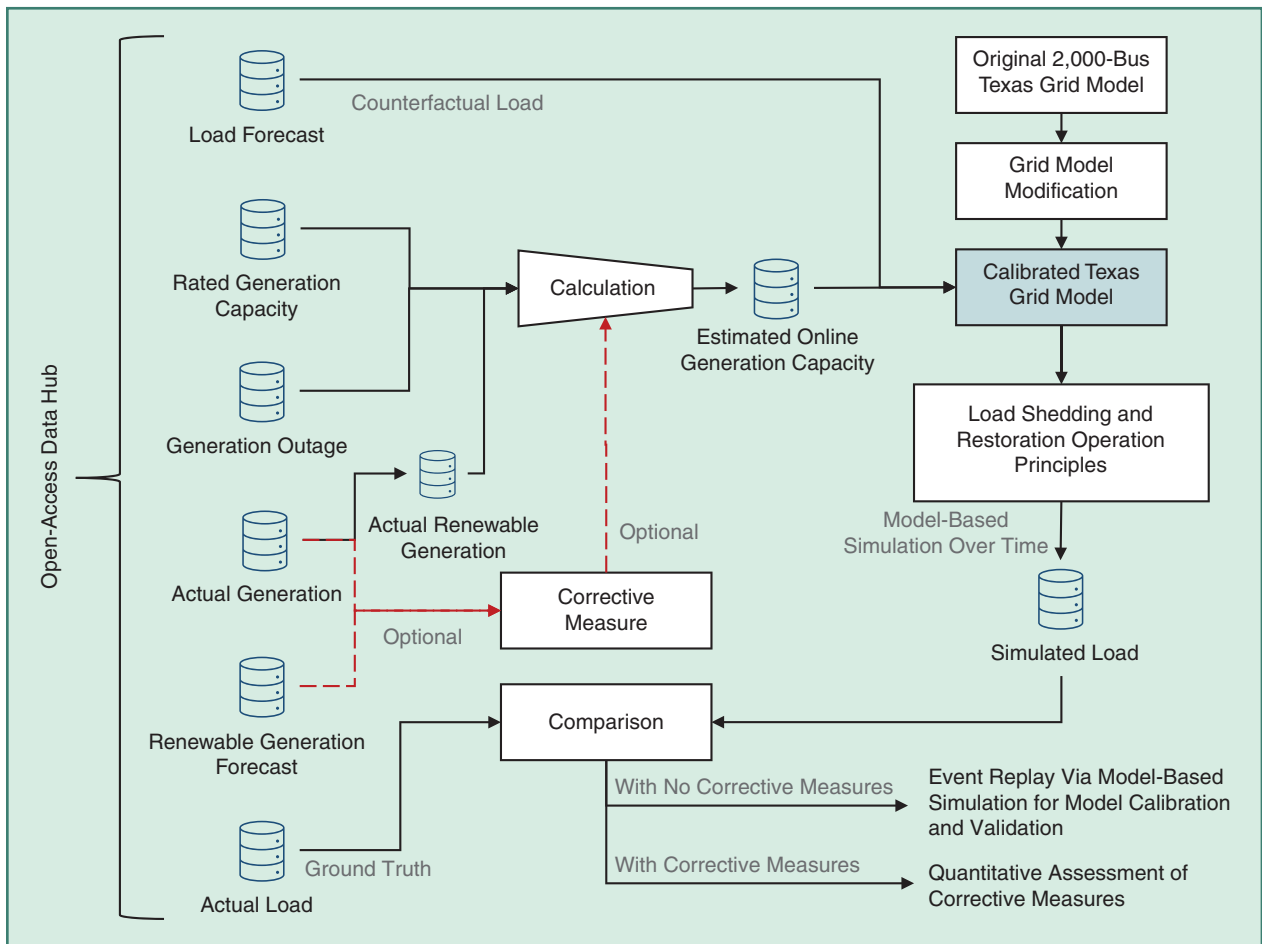 Open-Access Data Hub
Load Forecast
Counterfactual Load
Rated Generation
Capacity
Generation Outage
Actual Generation
Actual Renewable
Generation
Renewable Generation
Forecast
Actual Load
Ground Truth
Calculation
Estimated Online
Generation Capacity
Optional
Optional
Corrective
Measure
Comparison
Original 2,000-Bus
Texas Grid Model
Grid Model
Modification
Calibrated Texas
Grid Model
Load Shedding and
Restoration Operation
Principles
Model-Based
Simulation Over Time
Simulated Load
With No Corrective Measures
Event Replay Via Model-Based
Simulation for Model Calibration
and Validation
With Corrective Measures
Quantitative Assessment of
Corrective Measures